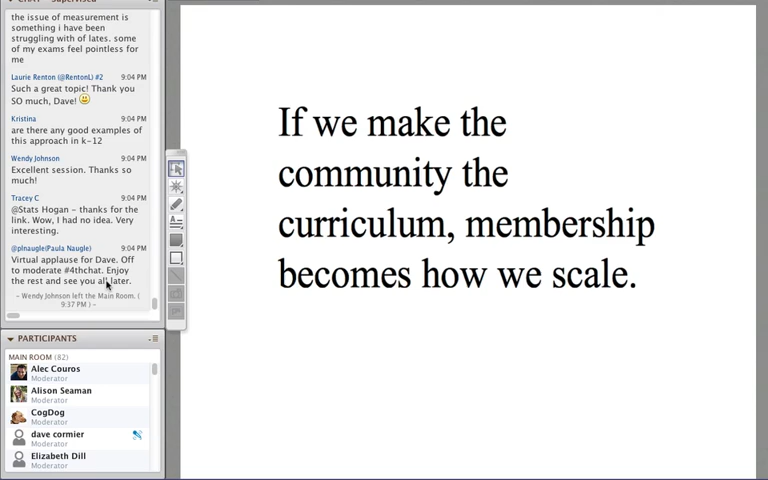 the issue of measurement is
something i have been
struggling with of lates. some
of my exams feel pointless for
me
Laurie Renton (@RentonL) #2 9:04 PM
Such a great topic! Thank you
SO much, Dave!
Kristina 9:04 PM
are there any good examples of
this approach in k-12
Wendy Johnson 9:04 PM
Excellent session. Thanks so
much!
Tracey C 9:04 PM
@Stats Hogan - thanks for the
link. Wow, I had no idea. Very
interesting.
@plnaugle(Paula Naugle) 9:04 PM
Virtual applause for Dave. Off
to moderate #4thchat. Enjoy
the rest and see you all later.
- Wendy Johnson left the Main Room. (
9:37 PM ) -
PARTICIPANTS
MAIN ROOM (82)
Alec Couros
Moderator
Alison Seaman
Moderator
CogDog
Moderator
dave cormier
Moderator
Elizabeth Dill
Moderator
If we make the
community the
curriculum, membership
becomes how we scale.